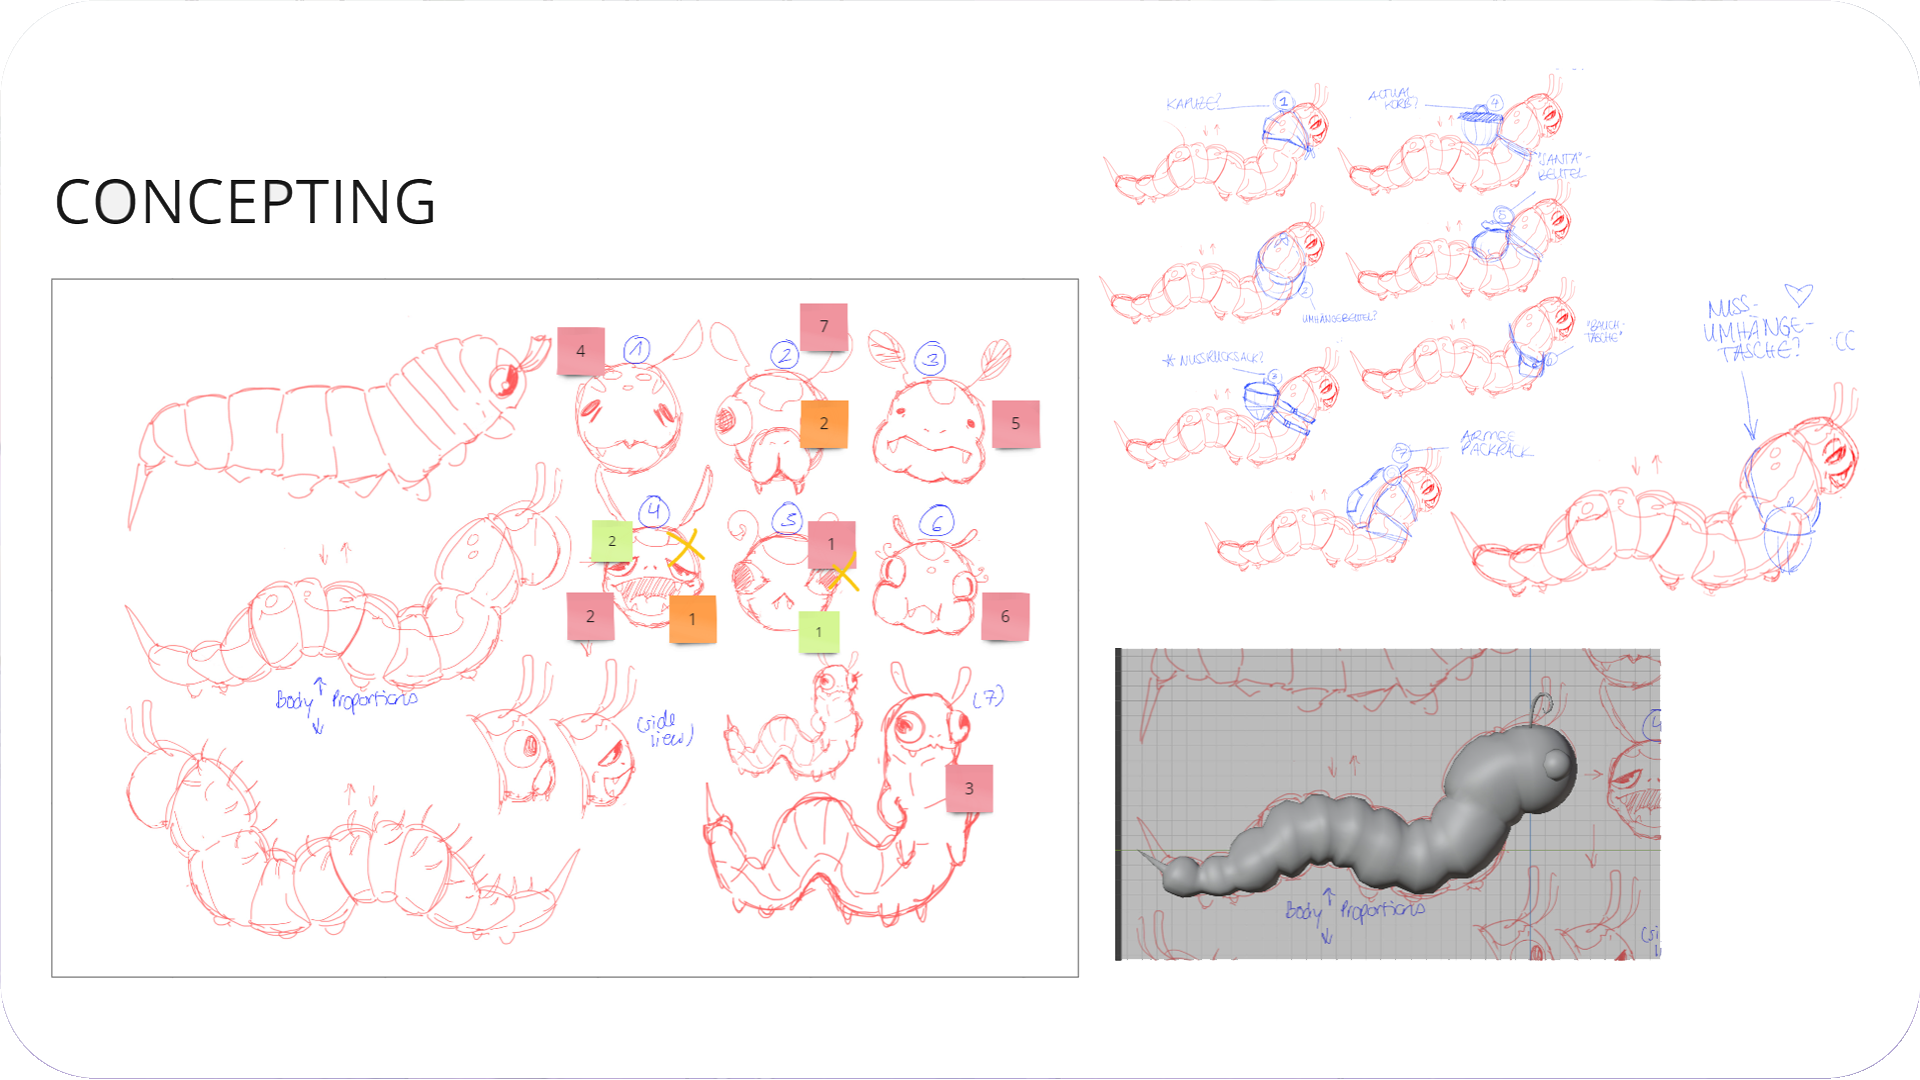 CONCEPTING
4
1
7
2
2
3
5
4
2
2
1
5
1
1
6
6
Body Proportions
(side
view)
(7)
3
KAPUZE?
1
ACTUAL
KORB?
4
"SANTA"-
BEUTEL
5
2
UMHÄNGEBEUTEL?
"BAUCH-
TASCHE"
6
* NUSSRUCKSACK?
3
7
ARMEE
PACKPACK
NUSS-
UMHÄNGE-
TASCHE?
:CC
Body Proportions
(si